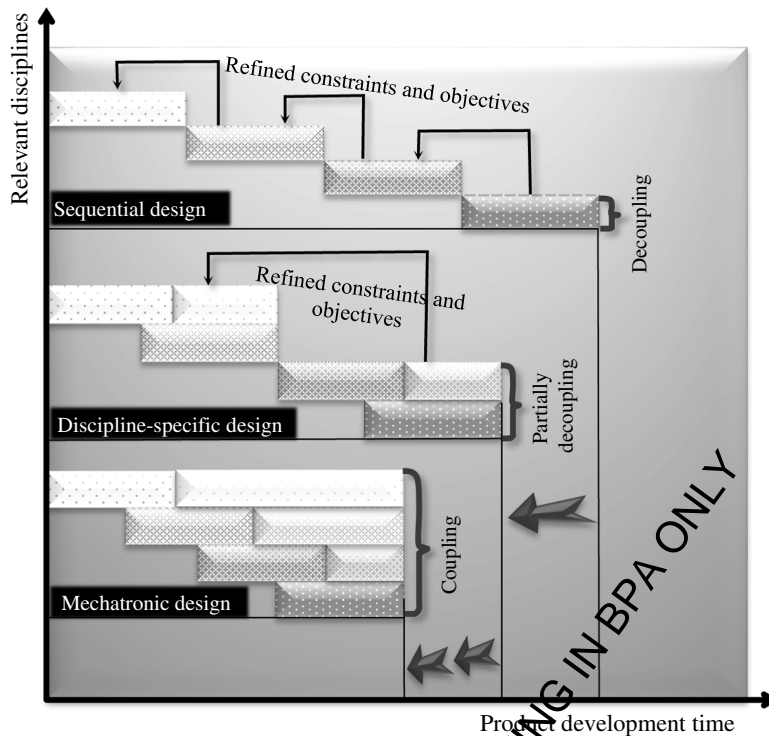 Relevant disciplines
Refined constraints and objectives
Sequential design
Decoupling
Refined constraints and
objectives
Discipline-specific design
Partially
decoupling
Coupling
Mechatronic design
ING IN BPA ONLY
Product development time